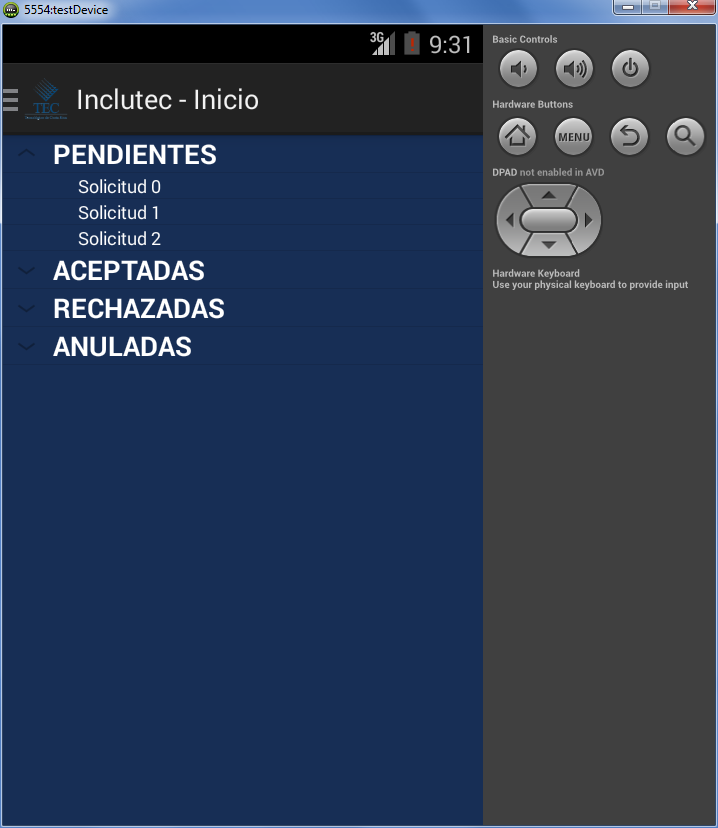 5554:testDevice
3G 9:31
TEC
Inclutec - Inicio
PENDIENTES
Solicitud 0
Solicitud 1
Solicitud 2
ACEPTADAS
RECHAZADAS
ANULADAS
Basic Controls
Hardware Buttons
MENU
DPAD not enabled in AVD
Hardware Keyboard
Use your physical keyboard to provide input